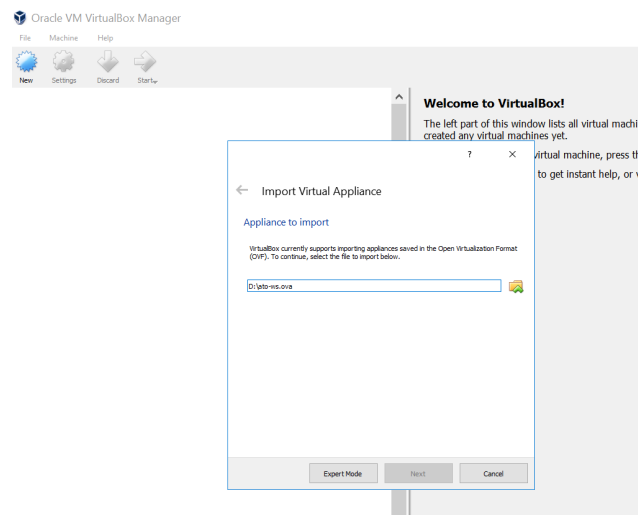 Oracle VM VirtualBox Manager
File Machine Help
New Settings Discard Start
Welcome to VirtualBox!
The left part of this window lists all virtual machi
created any virtual machines yet.
virtual machine, press th
to get instant help, or v
?
Import Virtual Appliance
Appliance to import
VirtualBox currently supports importing appliances saved in the Open Virtualization Format
(OVF). To continue, select the file to import below.
D:\ato-ws.ova
Expert Mode Next Cancel